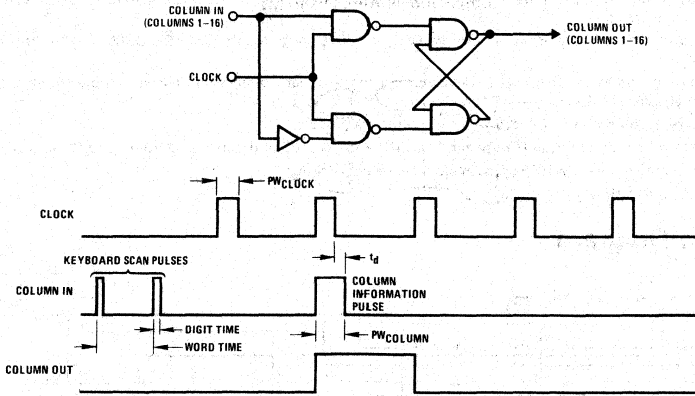 COLUMN IN
(COLUMNS 1-16)
COLUMN OUT
(COLUMNS 1-16)
CLOCK
PWCLOCK
CLOCK
td
KEYBOARD SCAN PULSES
COLUMN IN
COLUMN
INFORMATION
PULSE
DIGIT TIME
WORD TIME
PWCOLUMN
COLUMN OUT